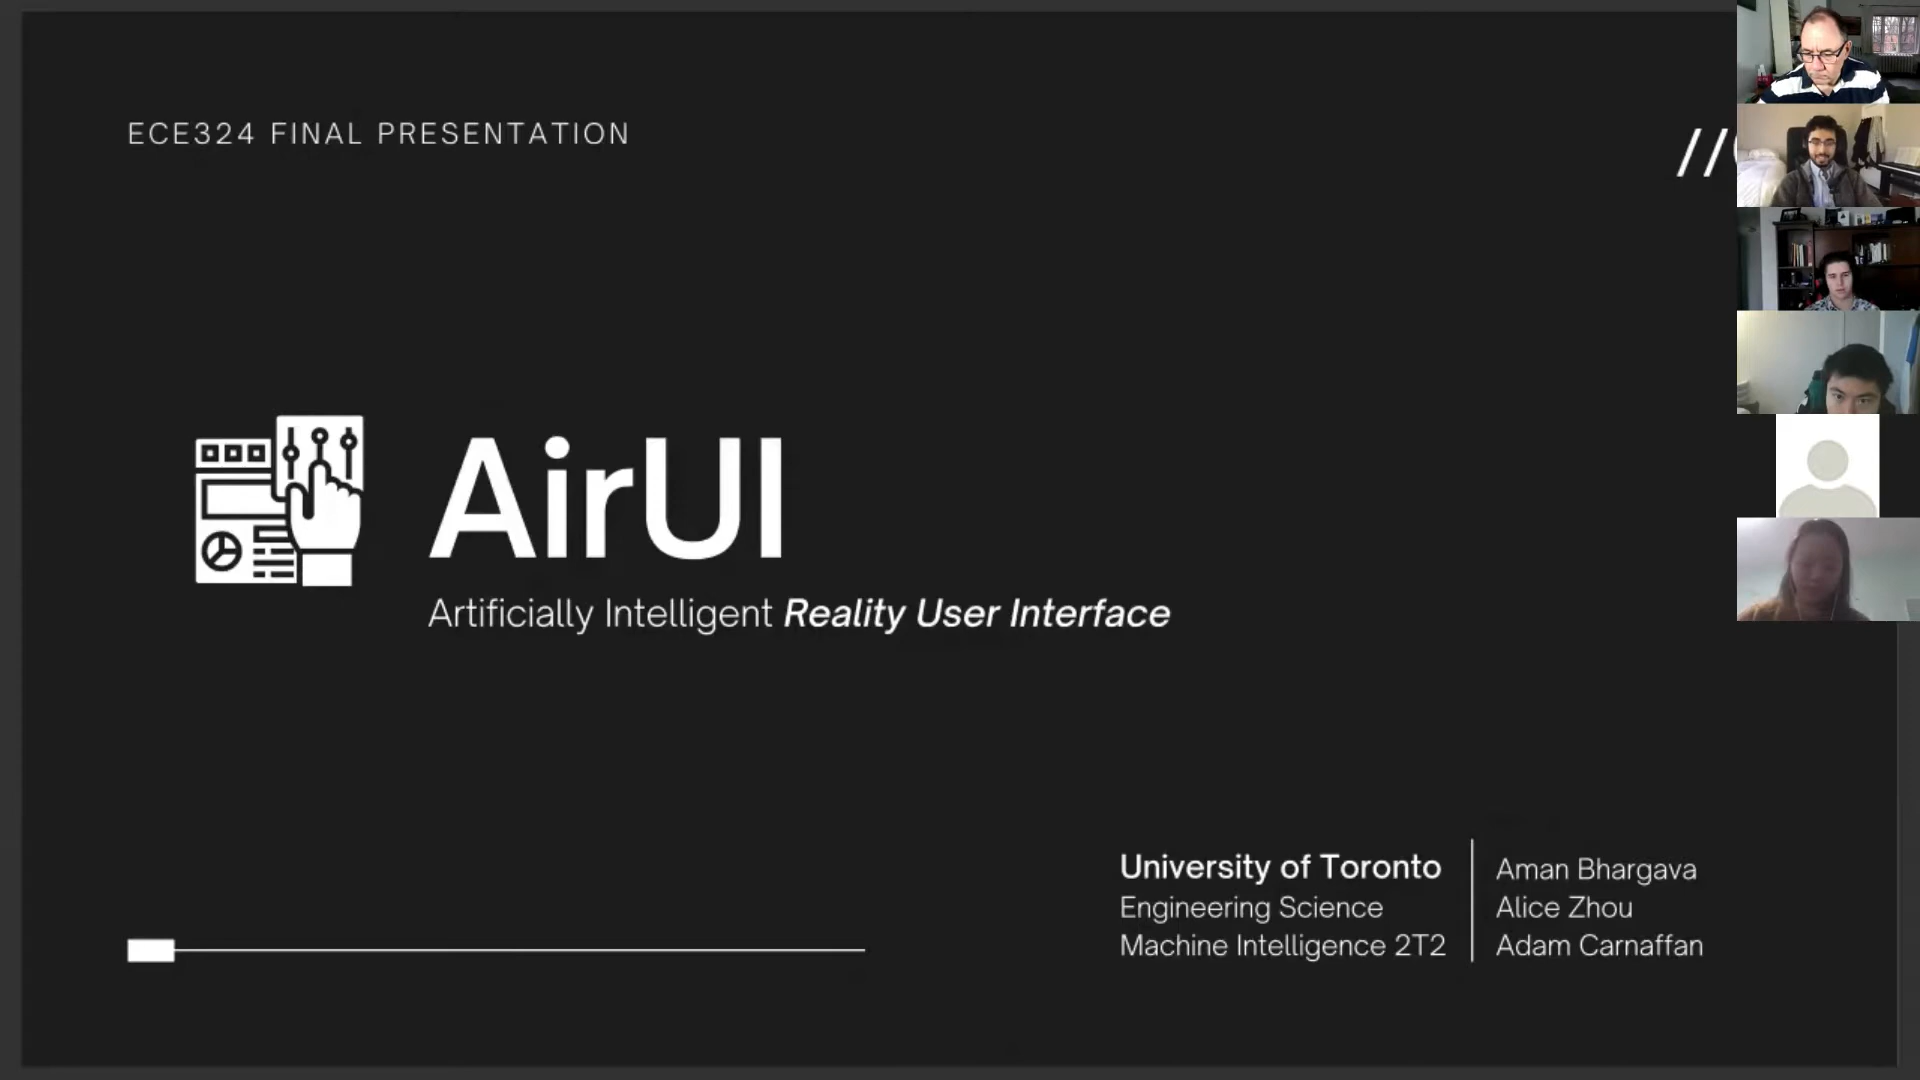 ECE324 FINAL PRESENTATION
//
AirUI
Artificially Intelligent Reality User Interface
University of Toronto
Engineering Science
Machine Intelligence 2T2
Aman Bhargava
Alice Zhou
Adam Carnaffan